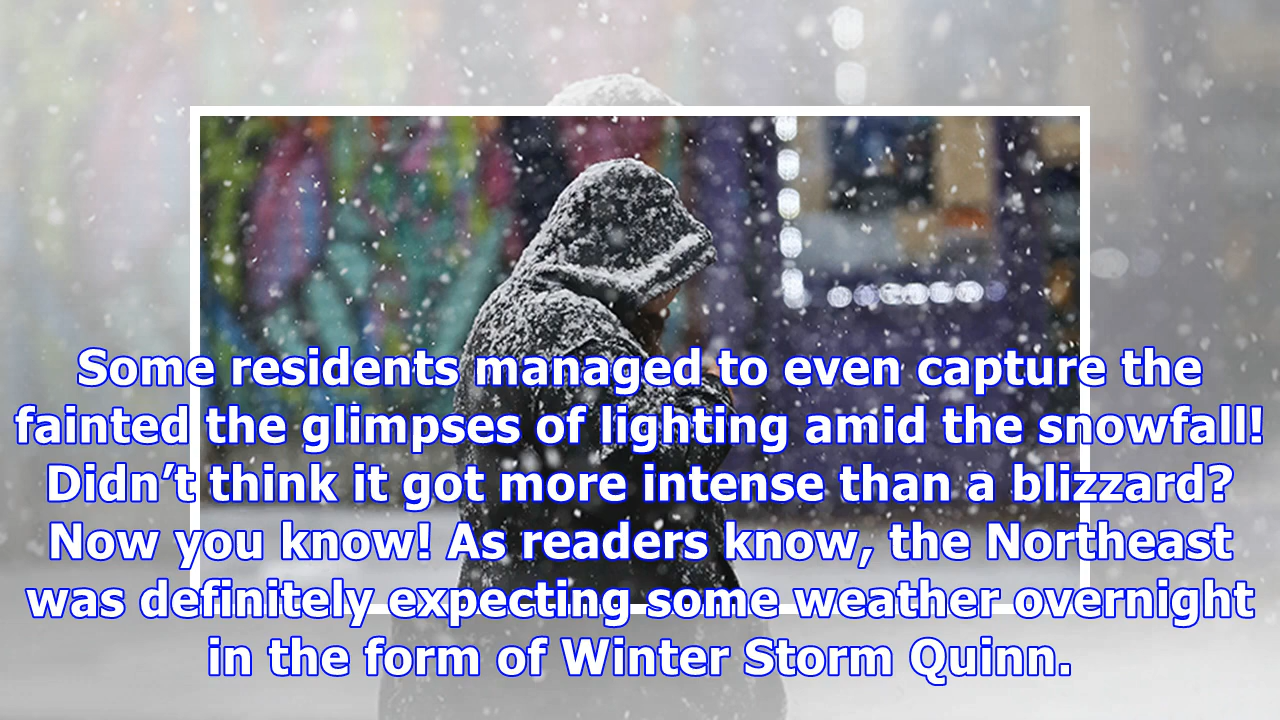 Some residents managed to even capture the
fainted the glimpses of lighting amid the snowfall!
Didn’t think it got more intense than a blizzard?
Now you know! As readers know, the Northeast
was definitely expecting some weather overnight
in the form of Winter Storm Quinn.